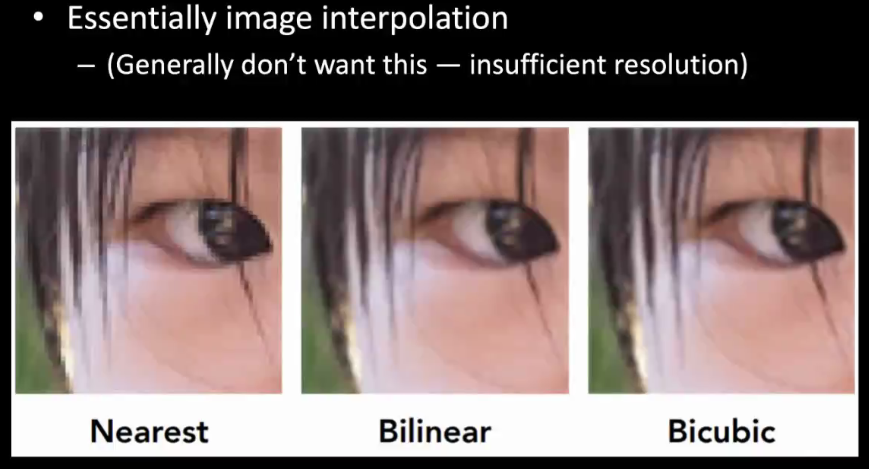 • Essentially image interpolation
– (Generally don’t want this — insufficient resolution)
Nearest Bilinear Bicubic